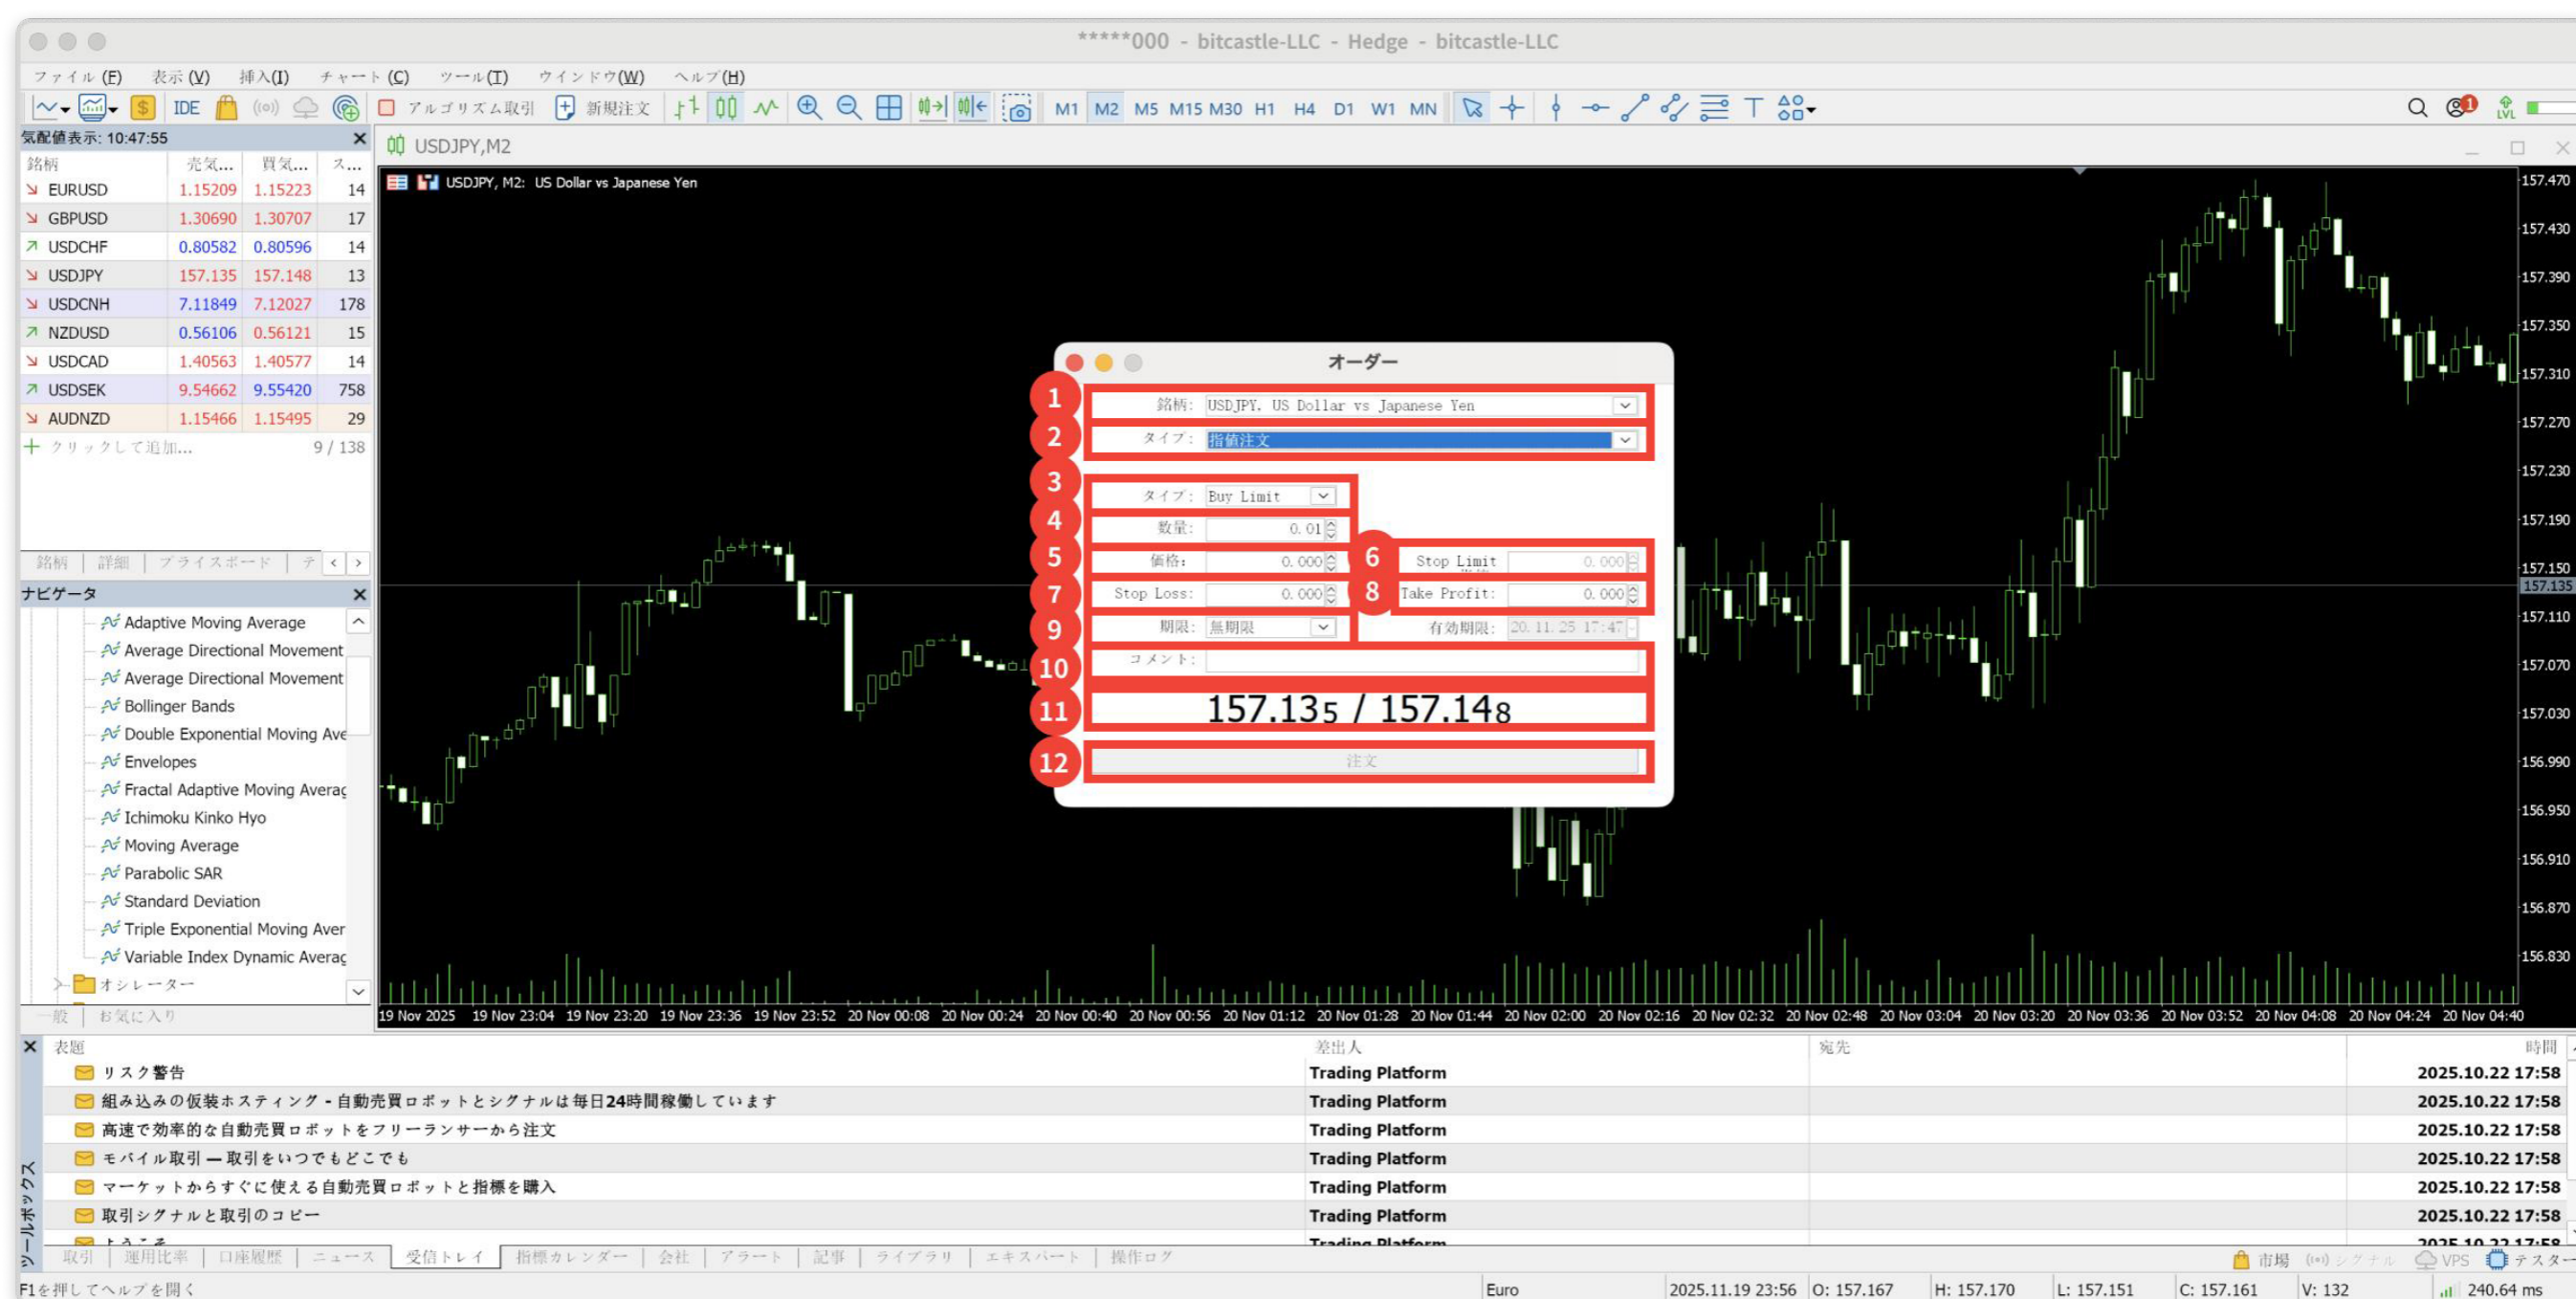 *****000 - bitcastle-LLC - Hedge - bitcastle-LLC
ファイル (F) 表示 (V) 挿入(I) チャート (C) ツール(T) ウインドウ(W) ヘルプ(H)
IDE アルゴリズム取引 新規注文 M1 M2 M5 M15 M30 H1 H4 D1 W1 MN 1 LVL
気配値表示: 10:47:55
銘柄 売気... 買気... ス...
EURUSD 1.15209 1.15223 14
GBPUSD 1.30690 1.30707 17
USDCHF 0.80582 0.80596 14
USDJPY 157.135 157.148 13
USDCNH 7.11849 7.12027 178
NZDUSD 0.56106 0.56121 15
USDCAD 1.40563 1.40577 14
USDSEK 9.54662 9.55420 758
AUDNZD 1.15466 1.15495 29
クリックして追加... 9 / 138
銘柄 詳細 プライスボード テ
ナビゲータ
Adaptive Moving Average
Average Directional Movement
Average Directional Movement
Bollinger Bands
Double Exponential Moving Ave
Envelopes
Fractal Adaptive Moving Averag
Ichimoku Kinko Hyo
Moving Average
Parabolic SAR
Standard Deviation
Triple Exponential Moving Aver
Variable Index Dynamic Averag
オシレーター
一般 お気に入り
USDJPY,M2
USDJPY, M2: US Dollar vs Japanese Yen
157.470
157.430
157.390
157.350
157.310
157.270
157.230
157.190
157.150
157.135
157.110
157.070
157.030
156.990
156.950
156.910
156.870
156.830
オーダー
1 銘柄: USDJPY. US Dollar vs Japanese Yen
2 タイプ: 指値注文
3 タイプ: Buy Limit
4 数量: 0.01
5 価格: 0.000 6 Stop Limit 0.000
7 Stop Loss: 0.000 8 Take Profit: 0.000
9 期限: 無期限 有効期限: 20.11.25 17:47
10 コメント:
11 157.135 / 157.148
12 注文
19 Nov 2025 19 Nov 23:04 19 Nov 23:20 19 Nov 23:36 19 Nov 23:52 20 Nov 00:08 20 Nov 00:24 20 Nov 00:40 20 Nov 00:56 20 Nov 01:12 20 Nov 01:28 20 Nov 01:44 20 Nov 02:00 20 Nov 02:16 20 Nov 02:32 20 Nov 02:48 20 Nov 03:04 20 Nov 03:20 20 Nov 03:36 20 Nov 03:52 20 Nov 04:08 20 Nov 04:24 20 Nov 04:40
表題 差出人 宛先 時間
リスク警告 Trading Platform 2025.10.22 17:58
組み込みの仮装ホスティング - 自動売買ロボットとシグナルは毎日24時間稼働しています Trading Platform 2025.10.22 17:58
高速で効率的な自動売買ロボットをフリーランサーから注文 Trading Platform 2025.10.22 17:58
モバイル取引 — 取引をいつでもどこでも Trading Platform 2025.10.22 17:58
マーケットからすぐに使える自動売買ロボットと指標を購入 Trading Platform 2025.10.22 17:58
取引シグナルと取引のコピー Trading Platform 2025.10.22 17:58
ようこそ Trading Platform 2025.10.22 17:58
ツールボックス
取引 運用比率 口座履歴 ニュース 受信トレイ 指標カレンダー 会社 アラート 記事 ライブラリ エキスパート 操作ログ 市場 シグナル VPS テスター
F1を押してヘルプを開く Euro 2025.11.19 23:56 O: 157.167 H: 157.170 L: 157.151 C: 157.161 V: 132 240.64 ms